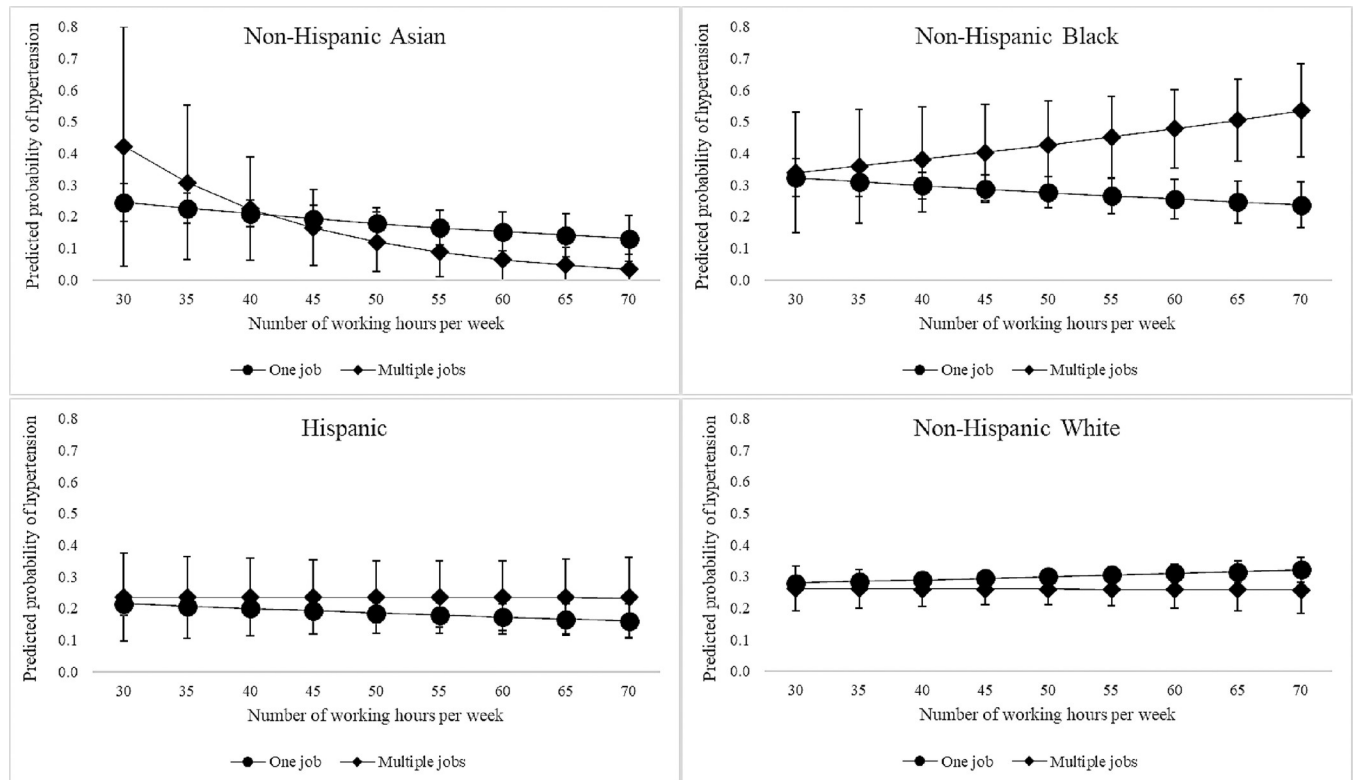 Non-Hispanic Asian
Predicted probability of hypertension
0.8
0.7
0.6
0.5
0.4
0.3
0.2
0.1
0.0
30 35 40 45 50 55 60 65 70
Number of working hours per week
One job Multiple jobs
Non-Hispanic Black
Predicted probability of hypertension
0.8
0.7
0.6
0.5
0.4
0.3
0.2
0.1
0.0
30 35 40 45 50 55 60 65 70
Number of working hours per week
One job Multiple jobs
Hispanic
Predicted probability of hypertension
0.8
0.7
0.6
0.5
0.4
0.3
0.2
0.1
0.0
30 35 40 45 50 55 60 65 70
Number of working hours per week
One job Multiple jobs
Non-Hispanic White
Predicted probability of hypertension
0.8
0.7
0.6
0.5
0.4
0.3
0.2
0.1
0.0
30 35 40 45 50 55 60 65 70
Number of working hours per week
One job Multiple jobs